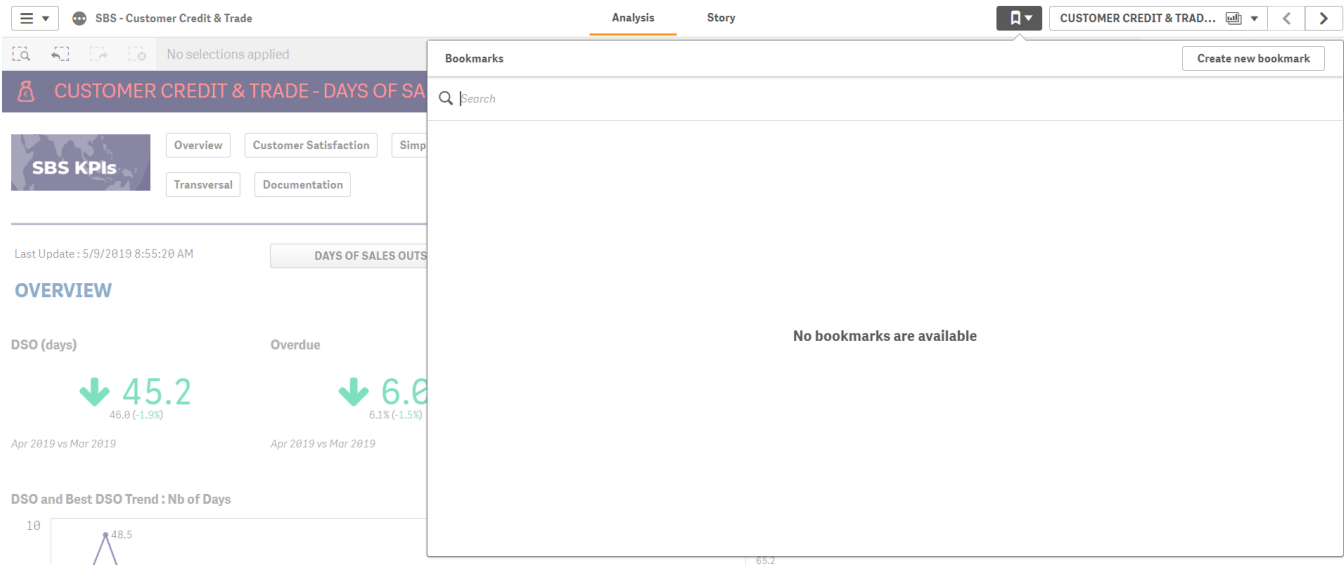 SBS - Customer Credit & Trade
Analysis
Story
CUSTOMER CREDIT & TRAD...
No selections applied
Bookmarks
Create new bookmark
CUSTOMER CREDIT & TRADE - DAYS OF SA
Search
SBS KPIs
Overview
Customer Satisfaction
Simp
Transversal
Documentation
Last Update : 5/9/2019 8:55:20 AM
DAYS OF SALES OUTS
OVERVIEW
No bookmarks are available
DSO (days)
Overdue
45.2
6.0
46.0 (-1.9%)
6.1% (-1.5%)
Apr 2019 vs Mar 2019
Apr 2019 vs Mar 2019
DSO and Best DSO Trend : Nb of Days
10
48.5
65.2